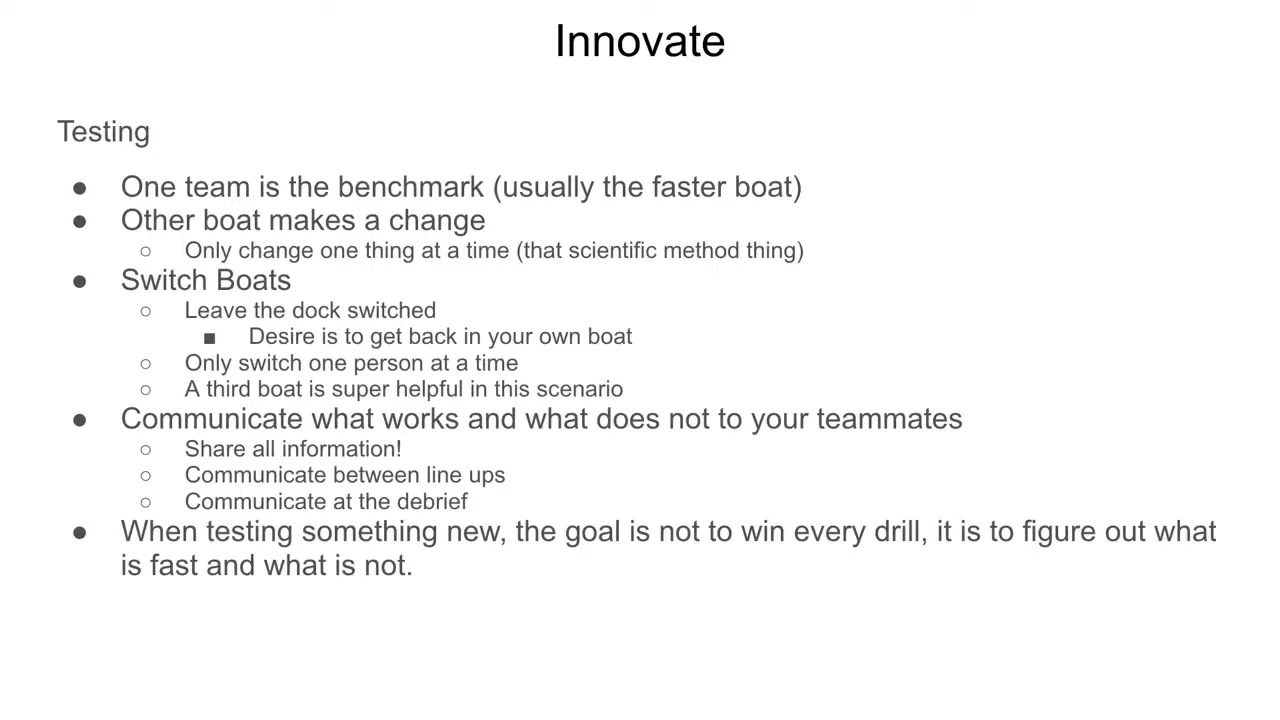 Innovate
Testing
● One team is the benchmark (usually the faster boat)
● Other boat makes a change
○ Only change one thing at a time (that scientific method thing)
● Switch Boats
○ Leave the dock switched
■ Desire is to get back in your own boat
○ Only switch one person at a time
○ A third boat is super helpful in this scenario
● Communicate what works and what does not to your teammates
○ Share all information!
○ Communicate between line ups
○ Communicate at the debrief
● When testing something new, the goal is not to win every drill, it is to figure out what
is fast and what is not.